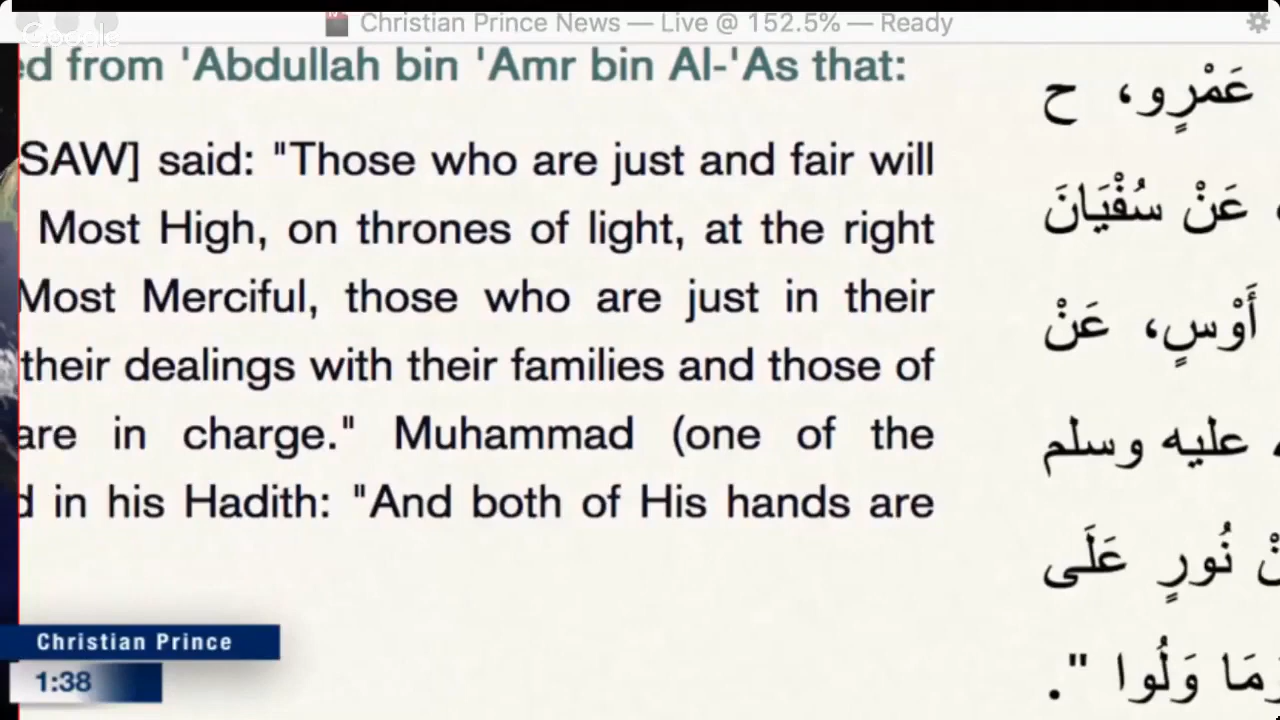 Christian Prince News — Live @ 152.5% — Ready
Google
ed from 'Abdullah bin 'Amr bin Al-'As that:
SAW] said: "Those who are just and fair will
Most High, on thrones of light, at the right
Most Merciful, those who are just in their
their dealings with their families and those of
are in charge." Muhammad (one of the
d in his Hadith: "And both of His hands are
عَمْرٍو، ح
عَنْ سُفْيَانَ
أَوْسٍ، عَنْ
عليه وسلم
نُورٍ عَلَى
وَمَا وَلُوا ".
Christian Prince
1:38